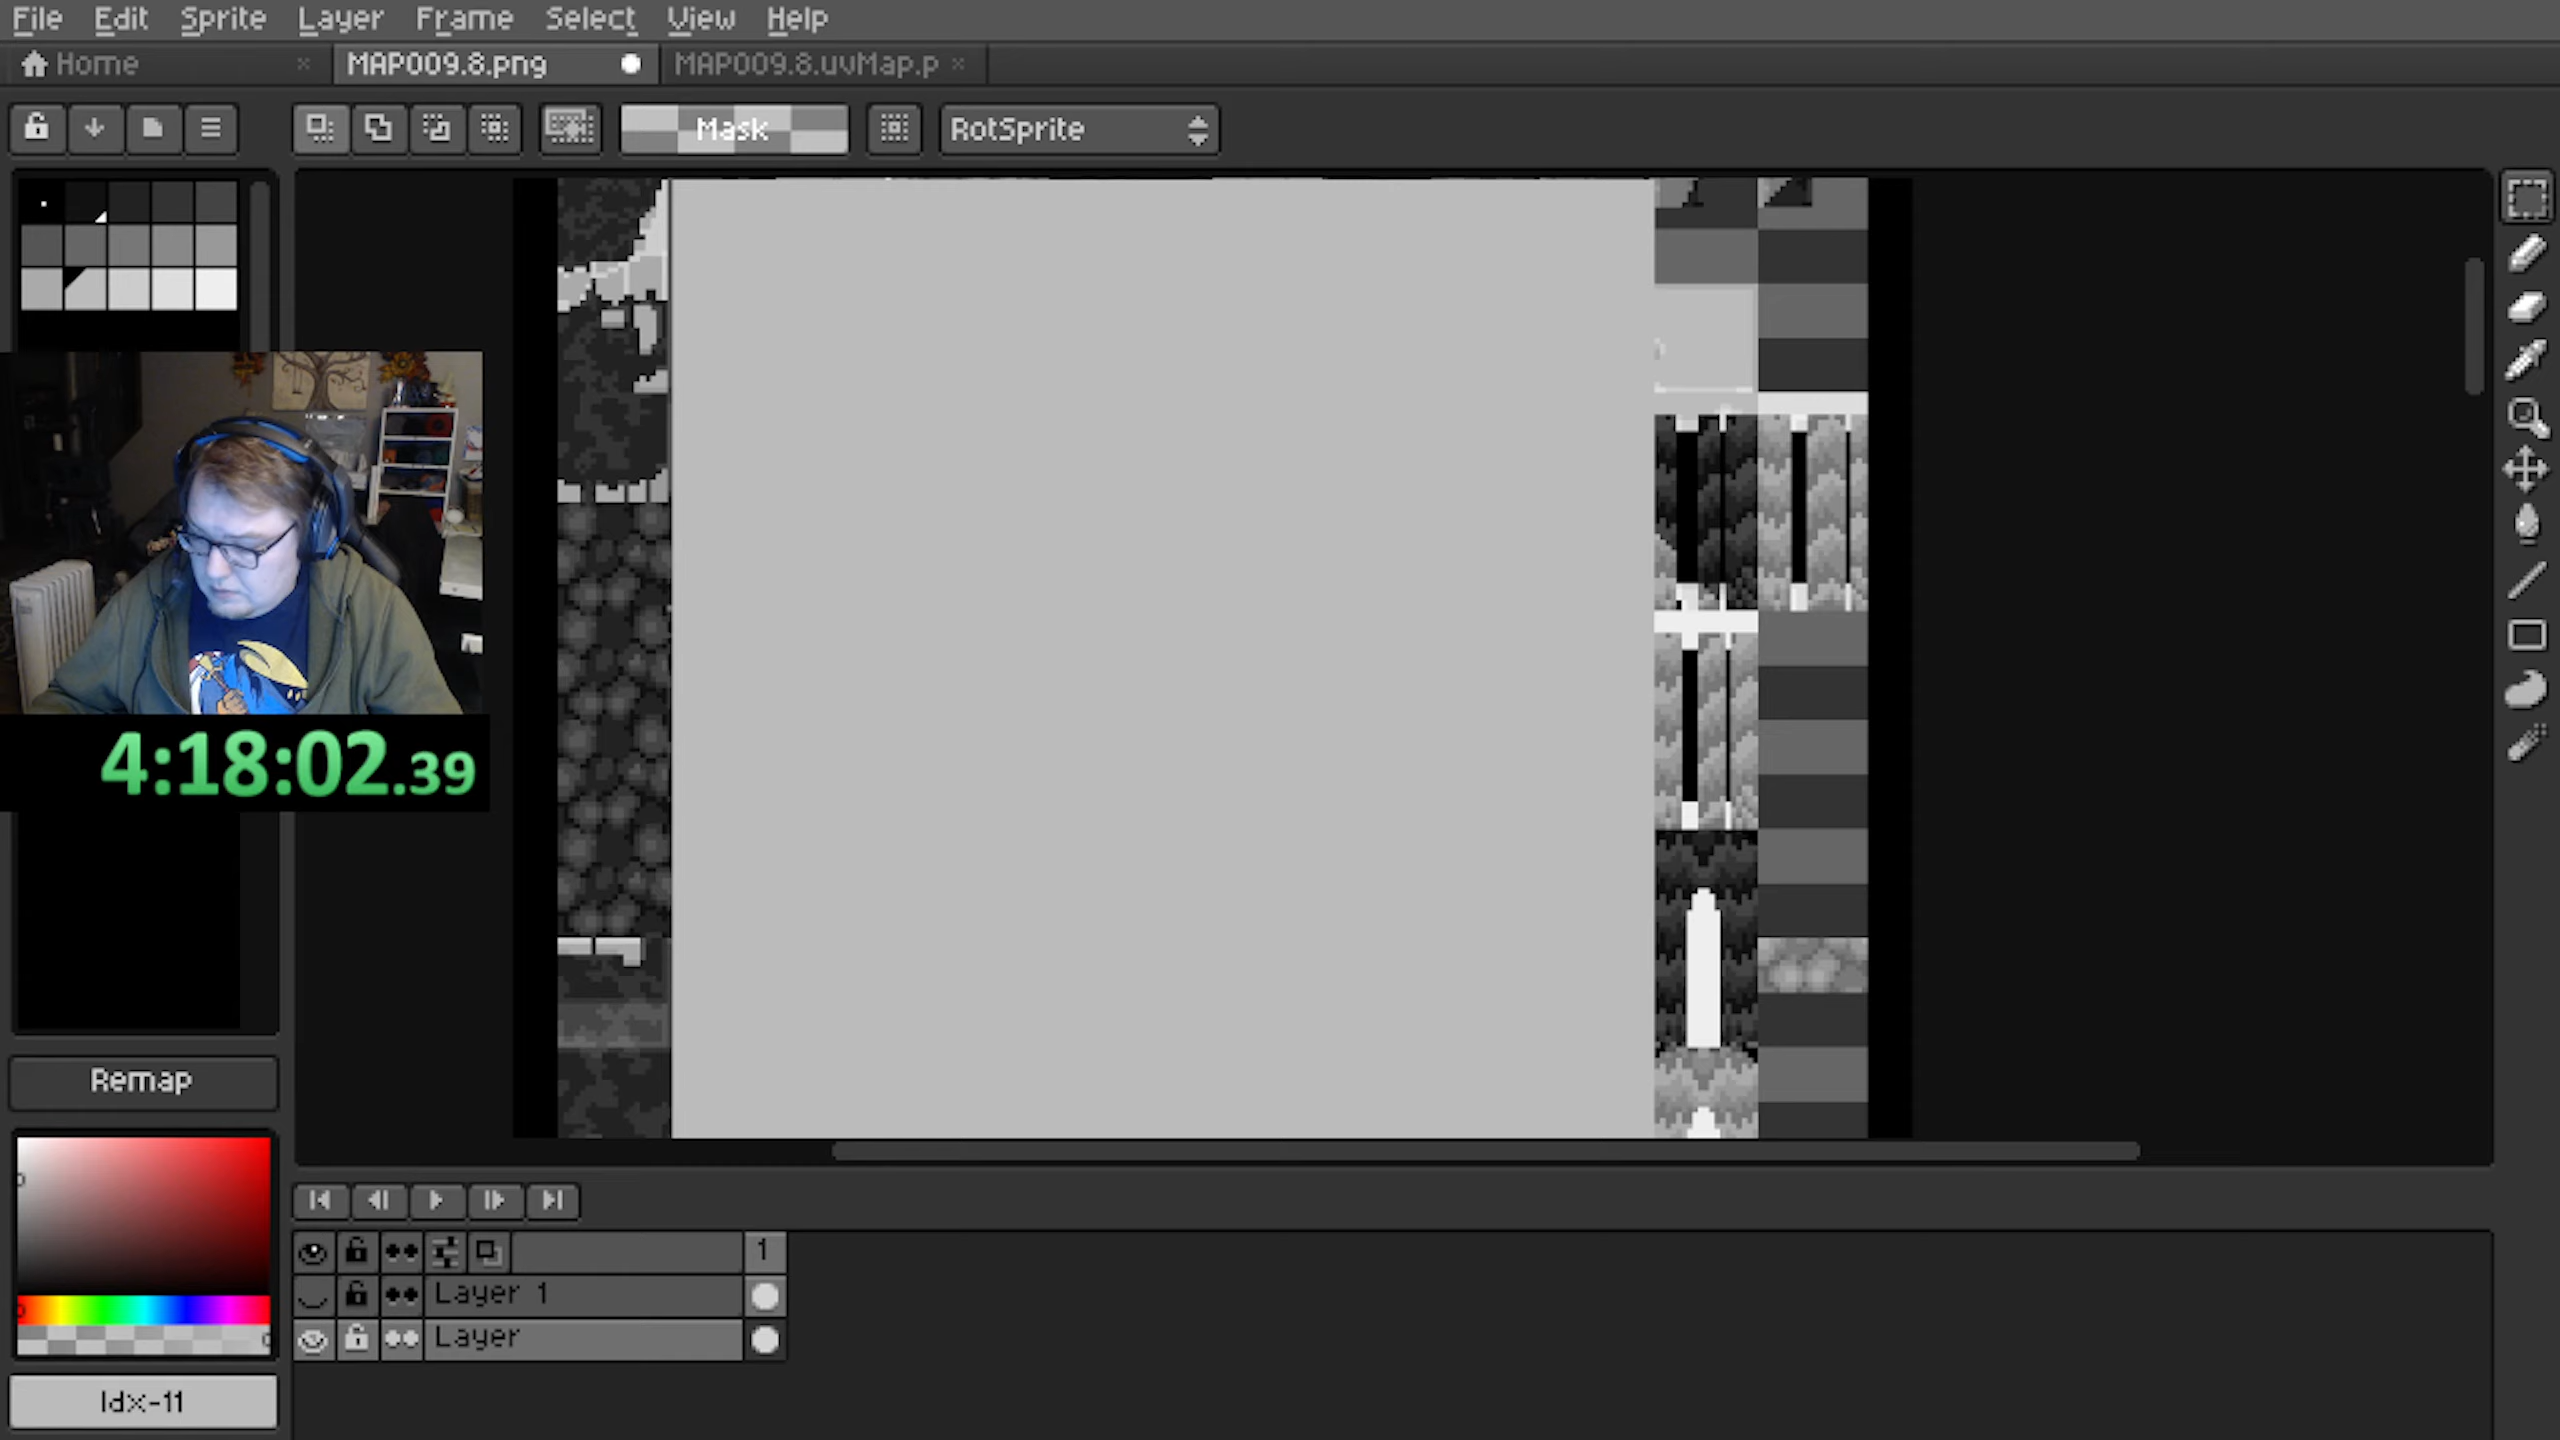 File Edit Sprite Layer Frame Select View Help
Home MAP009.8.png MAP009.8.uvMap.p
Mask RotSprite
4:18:02.39
Remap
1
Layer 1
Layer
Idx-11